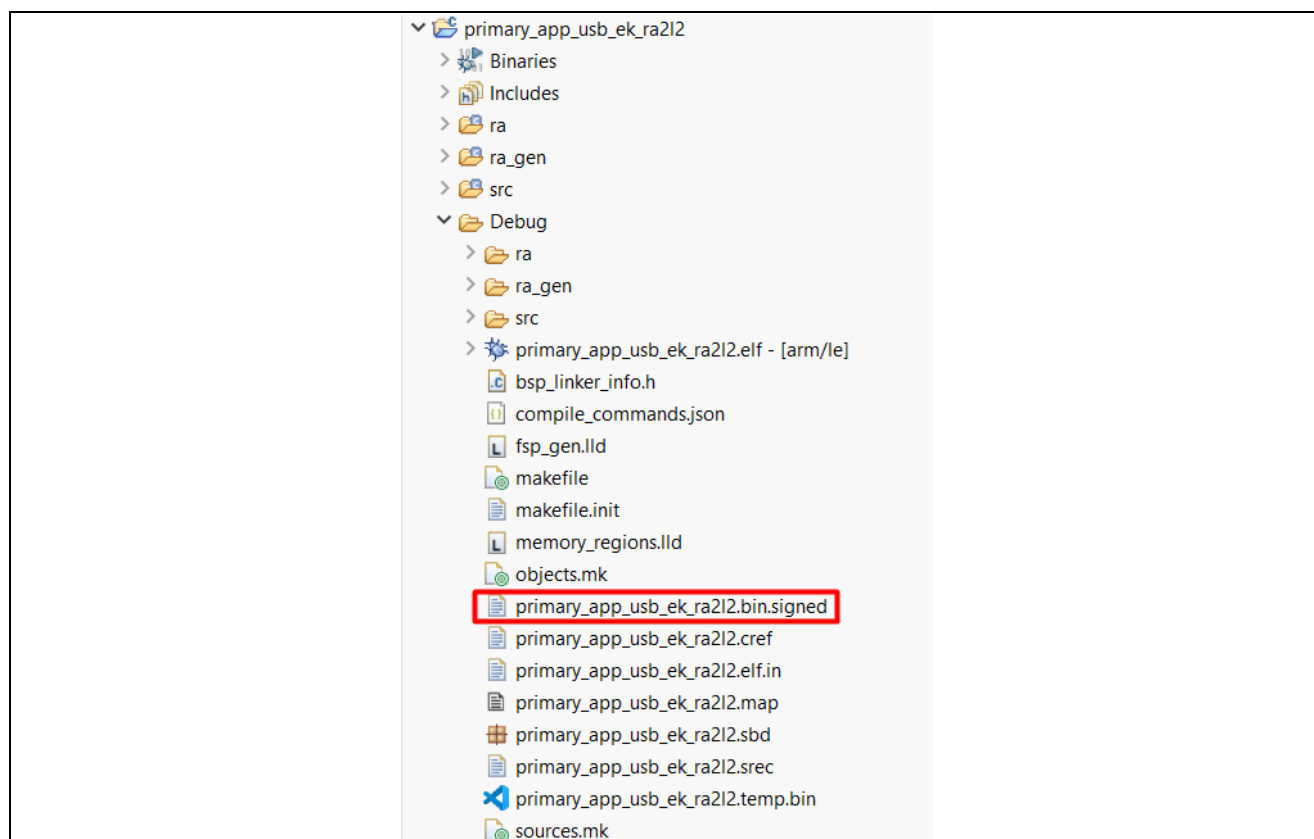 primary_app_usb_ek_ra2l2
Binaries
Includes
ra
ra_gen
src
Debug
ra
ra_gen
src
primary_app_usb_ek_ra2l2.elf - [arm/le]
bsp_linker_info.h
compile_commands.json
fsp_gen.lld
makefile
makefile.init
memory_regions.lld
objects.mk
primary_app_usb_ek_ra2l2.bin.signed
primary_app_usb_ek_ra2l2.cref
primary_app_usb_ek_ra2l2.elf.in
primary_app_usb_ek_ra2l2.map
primary_app_usb_ek_ra2l2.sbd
primary_app_usb_ek_ra2l2.srec
primary_app_usb_ek_ra2l2.temp.bin
sources.mk